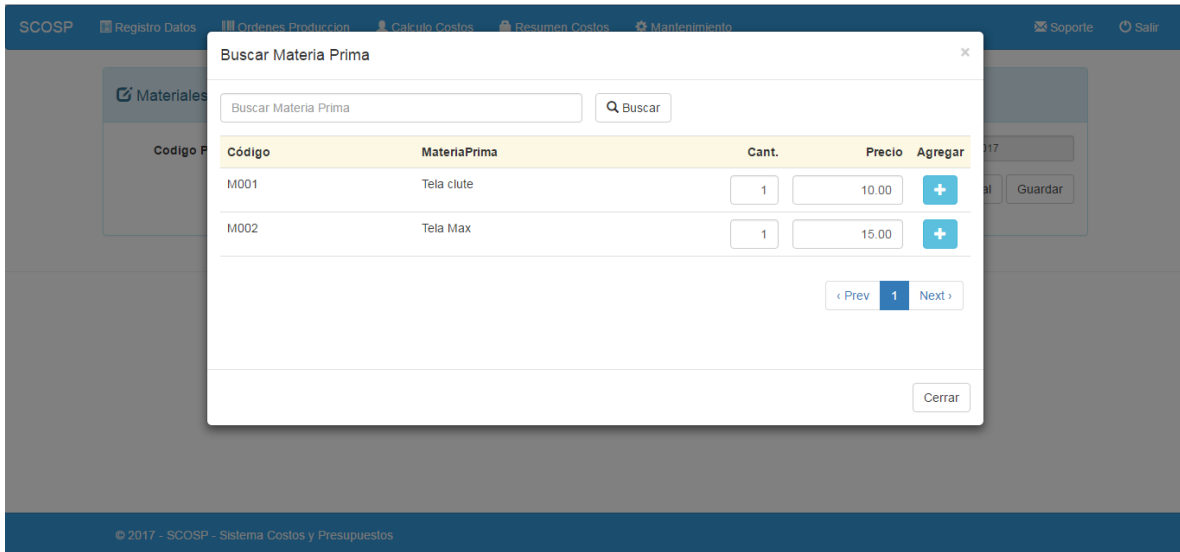 SCOSP Registro Datos Ordenes Produccion Calculo Costos Resumen Costos Mantenimiento Soporte Salir
Buscar Materia Prima ×
Materiales
Buscar Materia Prima Buscar
Codigo
Código MateriaPrima Cant. Precio Agregar
M001 Tela clute 1 10.00 +
Guardar
M002 Tela Max 1 15.00 +
‹ Prev 1 Next ›
Cerrar
© 2017 - SCOSP - Sistema Costos y Presupuestos